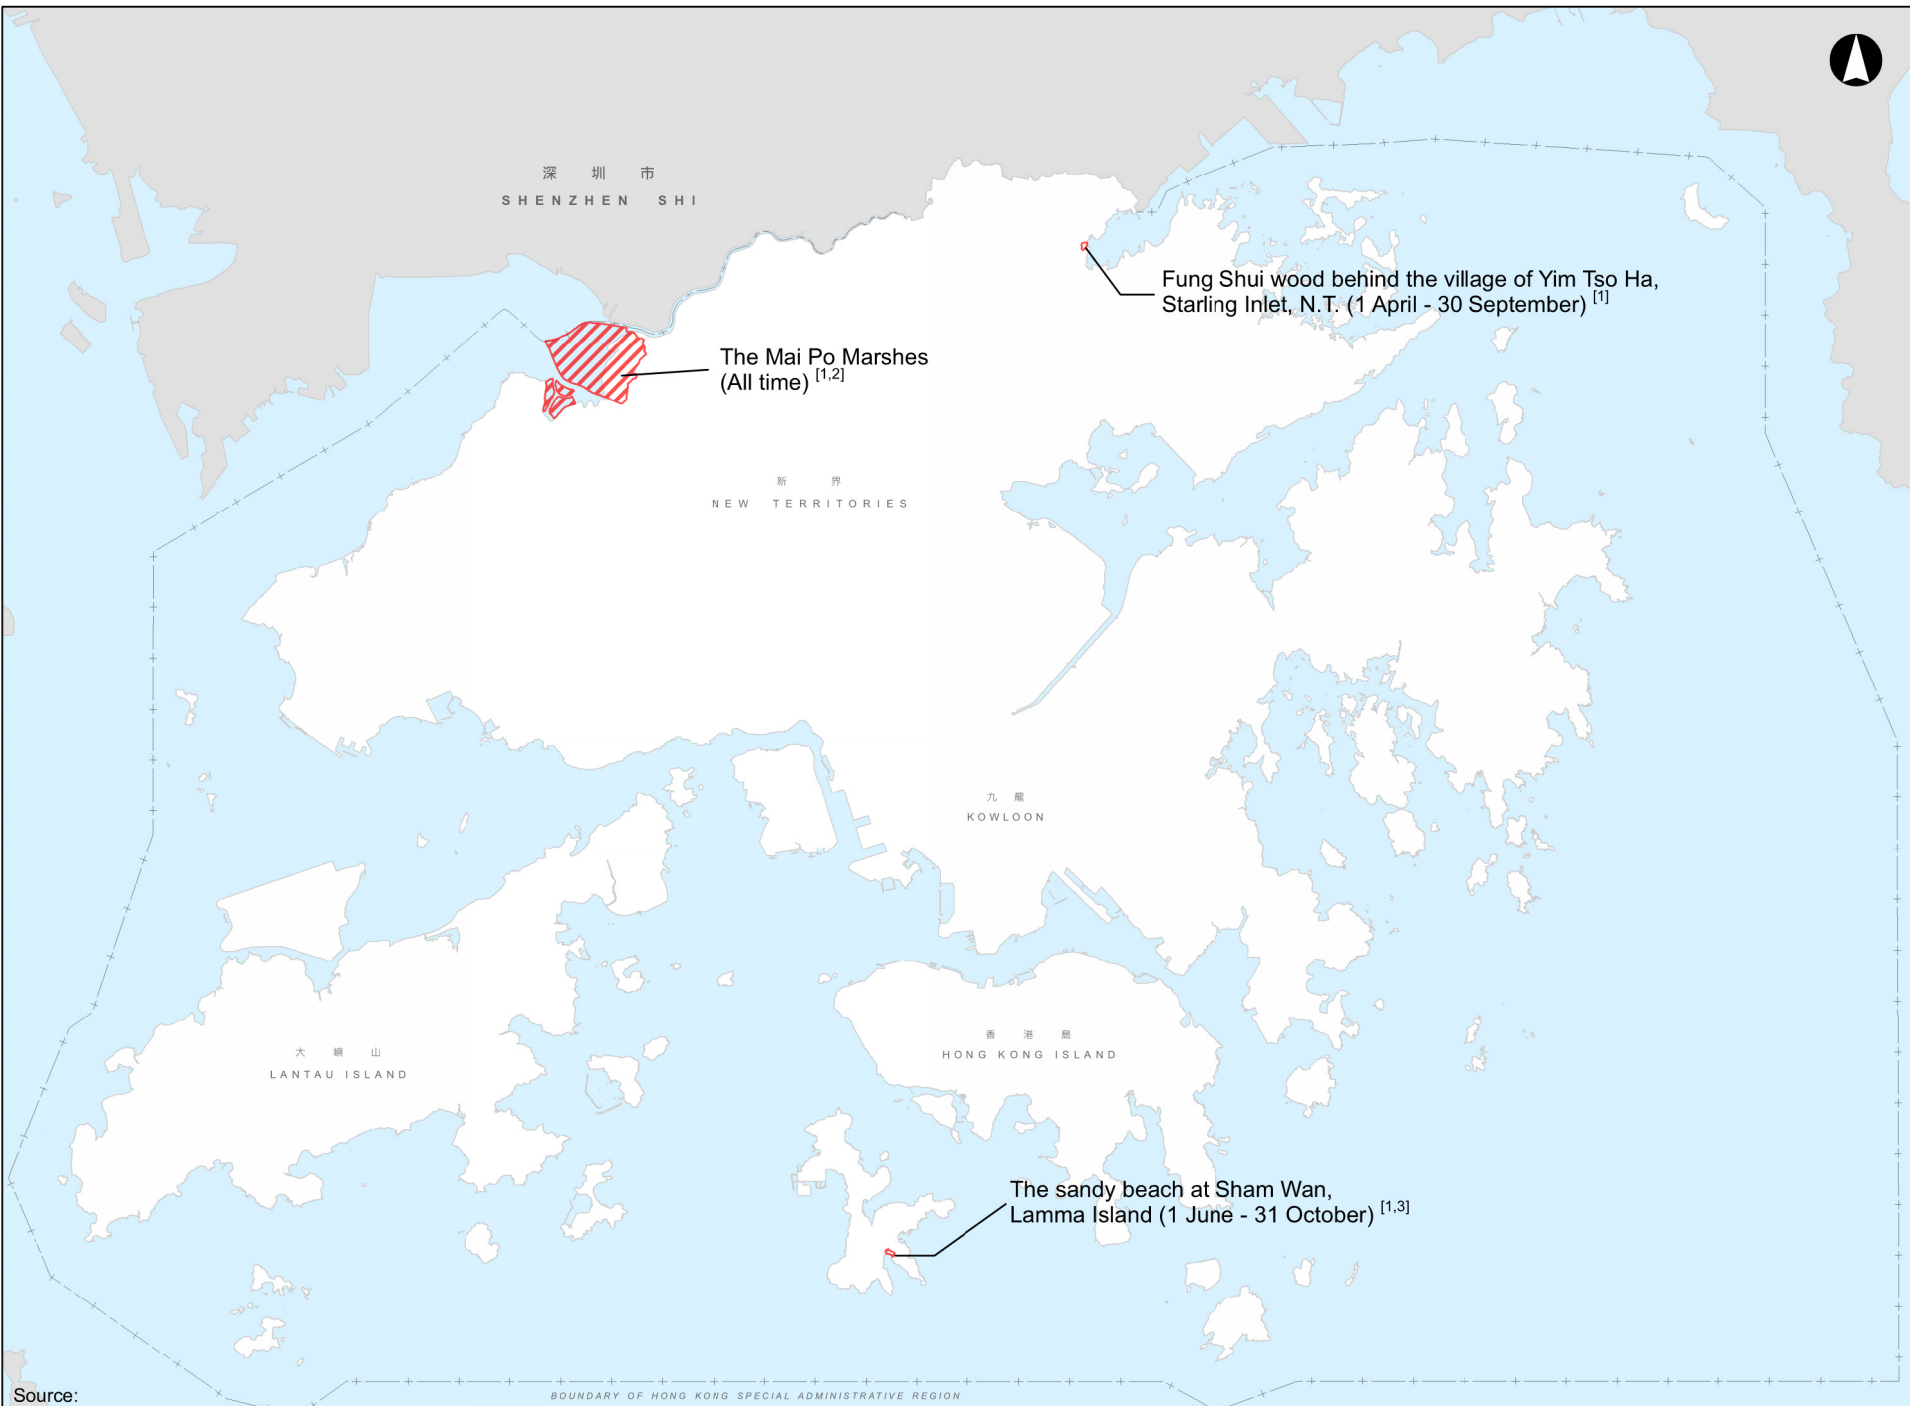 深 圳 市
SHENZHEN SHI
Fung Shui wood behind the village of Yim Tso Ha,
Starling Inlet, N.T. (1 April - 30 September) [1]
The Mai Po Marshes
(All time) [1,2]
新 界
NEW TERRITORIES
九 龍
KOWLOON
香 港 島
HONG KONG ISLAND
大 嶼 山
LANTAU ISLAND
The sandy beach at Sham Wan,
Lamma Island (1 June - 31 October) [1,3]
Source:
BOUNDARY OF HONG KONG SPECIAL ADMINISTRATIVE REGION